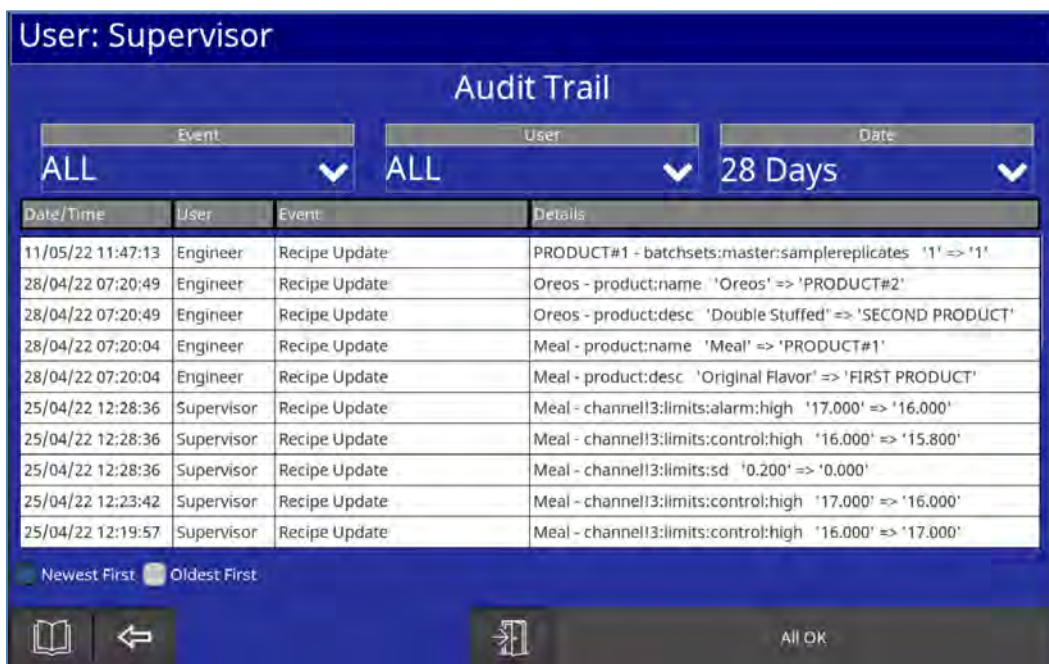 User: Supervisor
Audit Trail
Event User Date
ALL ALL 28 Days
Date/Time User Event Details
11/05/22 11:47:13 Engineer Recipe Update PRODUCT#1 - batchsets:master:samplereplicates '1' => '1'
28/04/22 07:20:49 Engineer Recipe Update Oreos - product:name 'Oreos' => 'PRODUCT#2'
28/04/22 07:20:49 Engineer Recipe Update Oreos - product:desc 'Double Stuffed' => 'SECOND PRODUCT'
28/04/22 07:20:04 Engineer Recipe Update Meal - product:name 'Meal' => 'PRODUCT#1'
28/04/22 07:20:04 Engineer Recipe Update Meal - product:desc 'Original Flavor' => 'FIRST PRODUCT'
25/04/22 12:28:36 Supervisor Recipe Update Meal - channel!3:limits:alarm:high '17.000' => '16.000'
25/04/22 12:28:36 Supervisor Recipe Update Meal - channel!3:limits:control:high '16.000' => '15.800'
25/04/22 12:28:36 Supervisor Recipe Update Meal - channel!3:limits:sd '0.200' => '0.000'
25/04/22 12:23:42 Supervisor Recipe Update Meal - channel!3:limits:control:high '17.000' => '16.000'
25/04/22 12:19:57 Supervisor Recipe Update Meal - channel!3:limits:control:high '16.000' => '17.000'
Newest First Oldest First
All OK